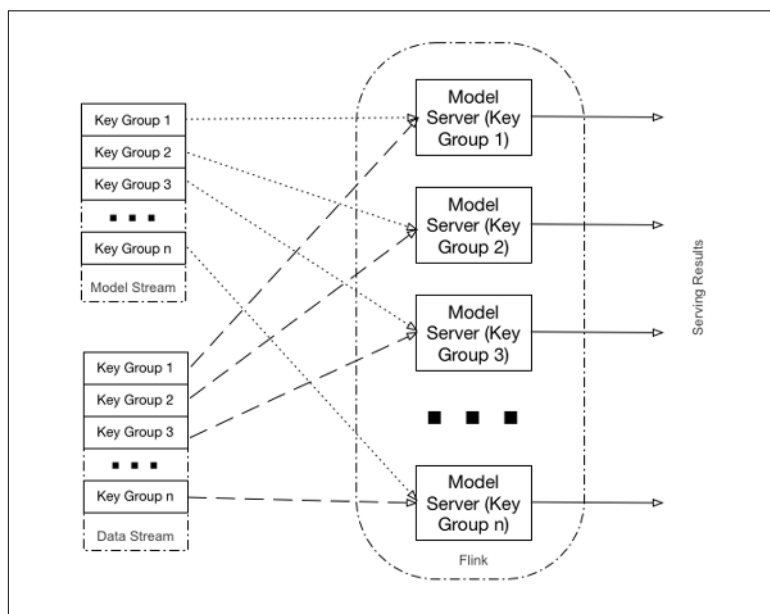 Key Group 1
Key Group 2
Key Group 3
Key Group n
Model Stream
Key Group 1
Key Group 2
Key Group 3
Key Group n
Data Stream
Model
Server (Key
Group 1)
Model
Server (Key
Group 2)
Model
Server (Key
Group 3)
Model
Server (Key
Group n)
Flink
Serving Results